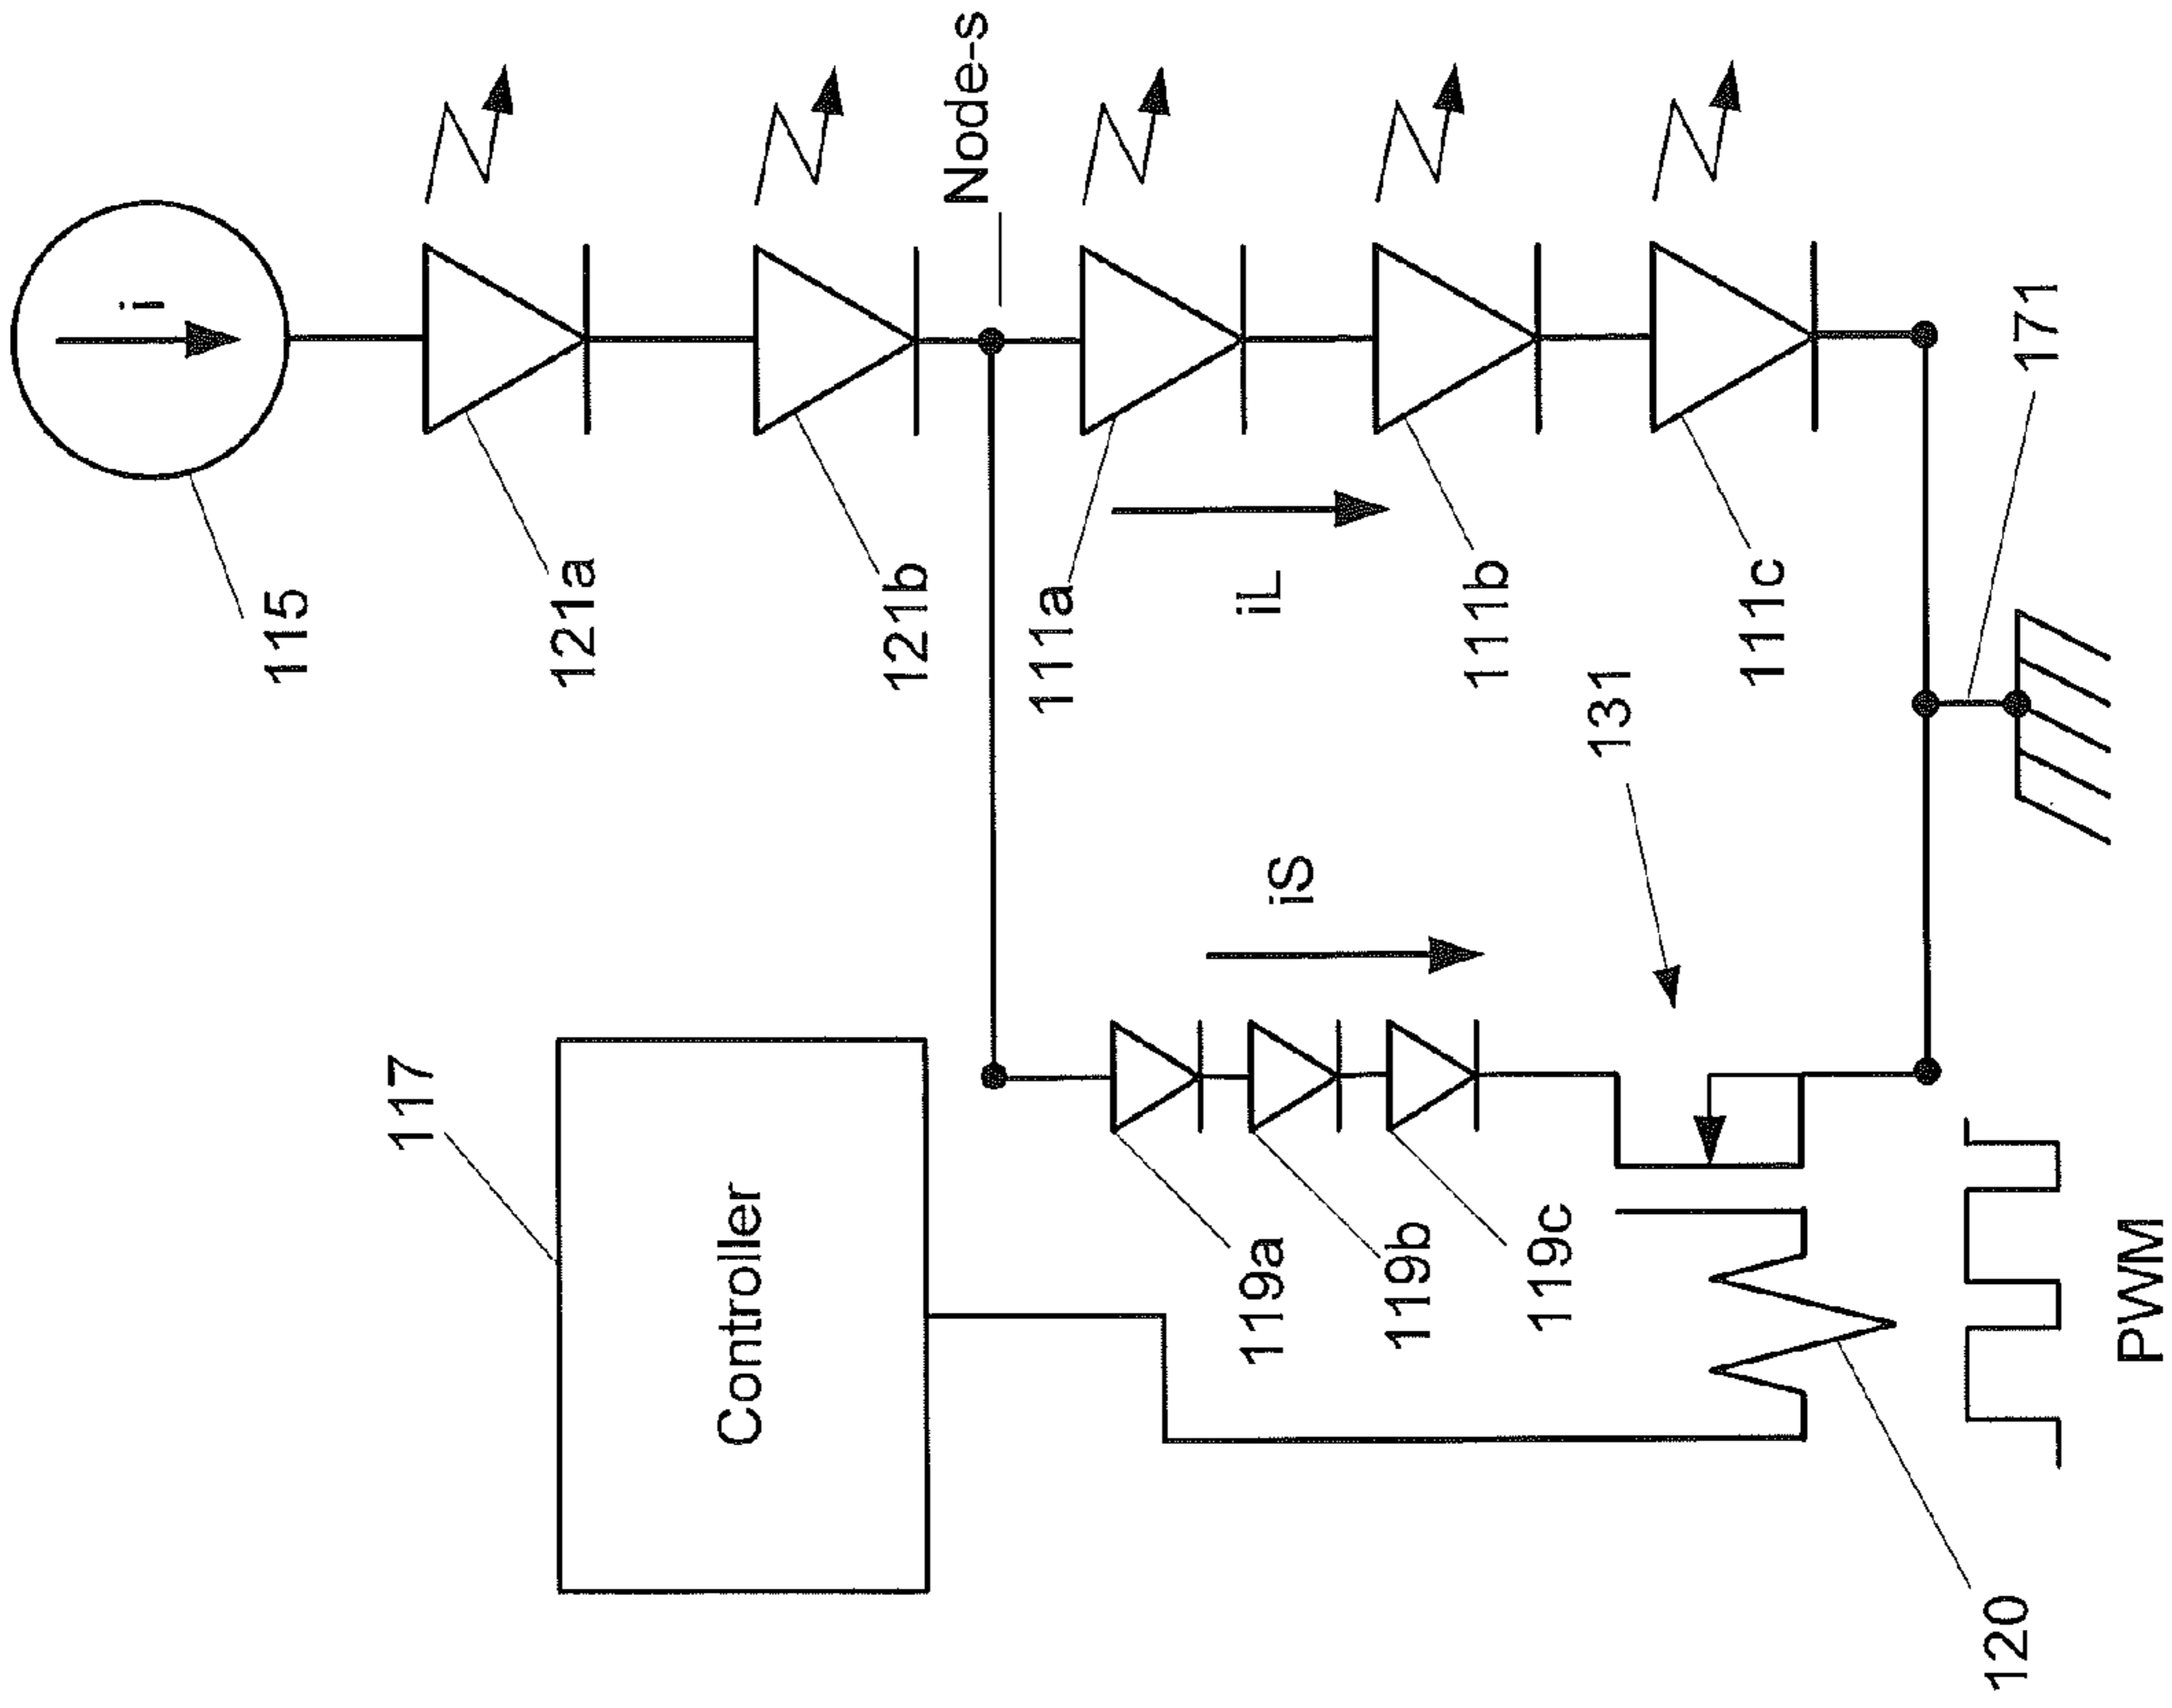 i
115
121a
121b
Node-s
111a
iL
111b
111c
171
131
iS
117
Controller
119a
119b
119c
120
PWM